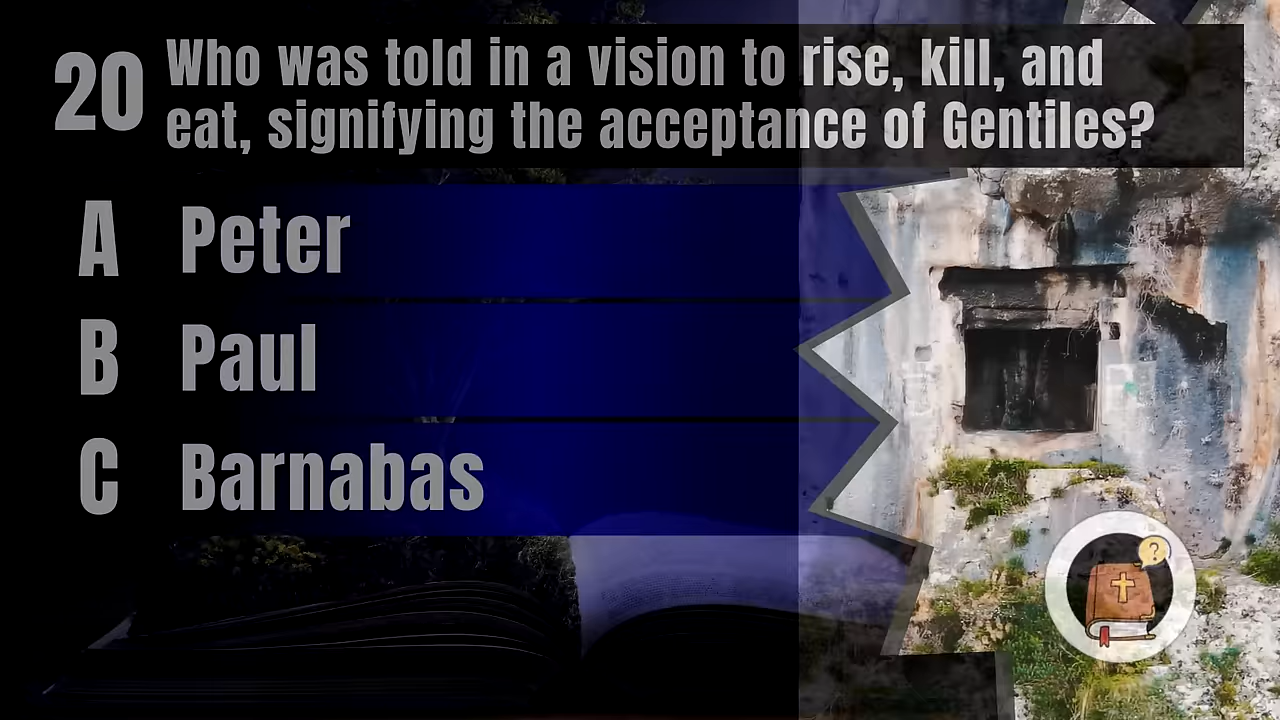 20 Who was told in a vision to rise, kill, and
eat, signifying the acceptance of Gentiles?
A Peter
B Paul
C Barnabas
?